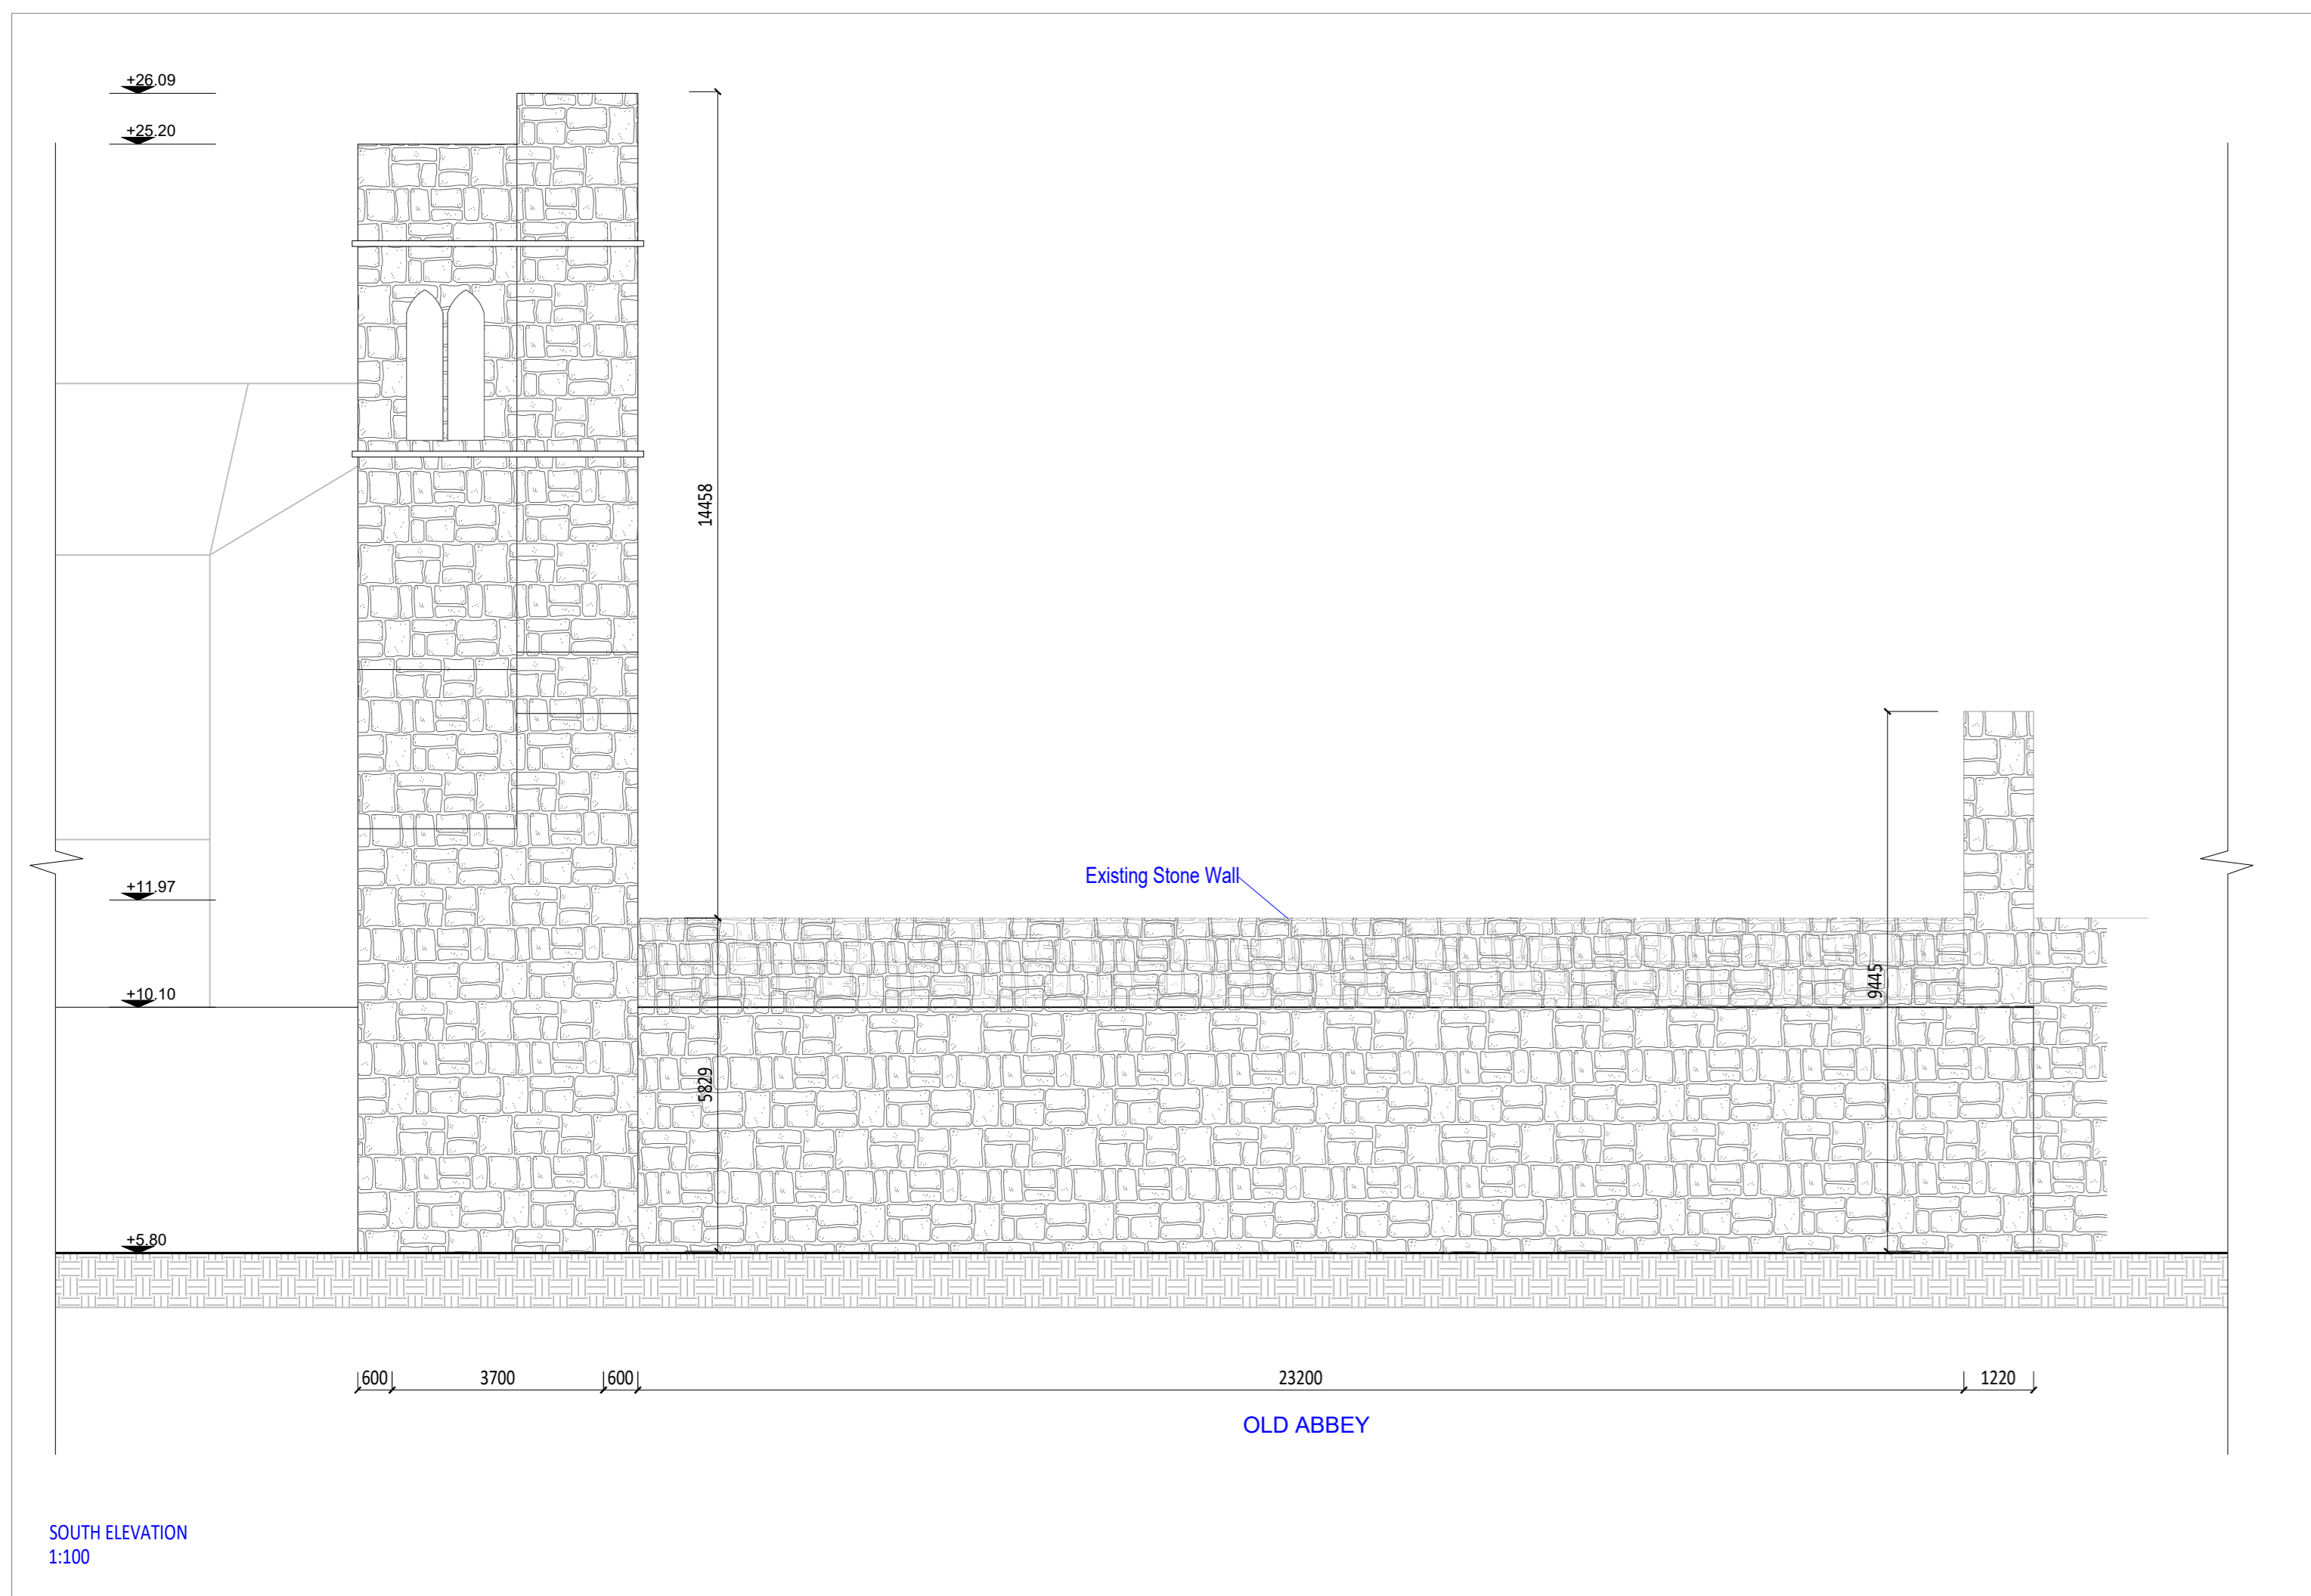 +26.09
+25.20
14458
Existing Stone Wall
+11.97
9445
+10.10
5829
+5.80
600 3700 600 23200 1220
OLD ABBEY
SOUTH ELEVATION
1:100